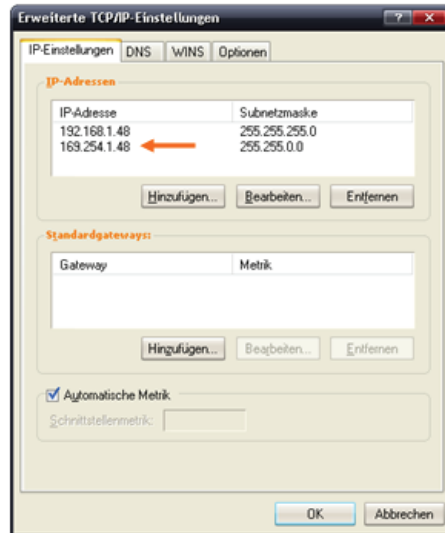 Erweiterte TCP/IP-Einstellungen
IP-Einstellungen DNS WINS Optionen
IP-Adressen
IP-Adresse Subnetzmaske
192.168.1.48 255.255.255.0
169.254.1.48 255.255.0.0
Hinzufügen... Bearbeiten... Entfernen
Standardgateways:
Gateway Metrik
Hinzufügen... Bearbeiten... Entfernen
Automatische Metrik
Schnittstellenmetrik:
OK Abbrechen